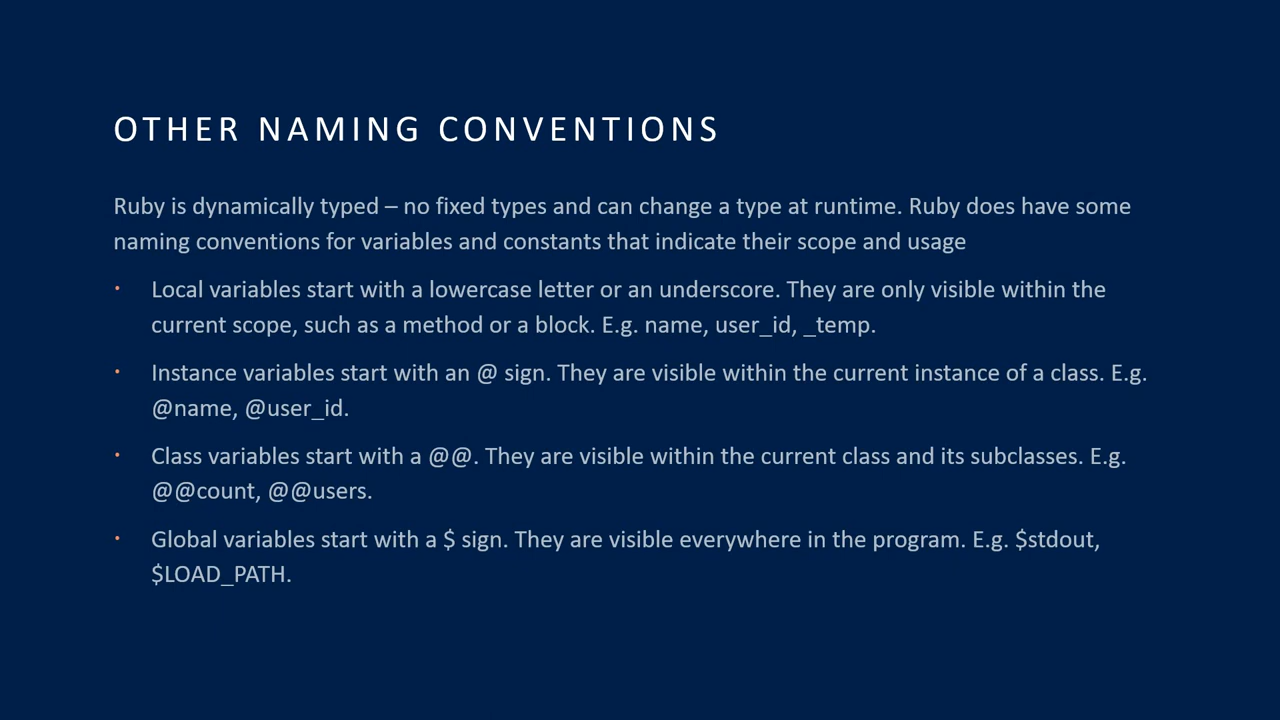 OTHER NAMING CONVENTIONS
Ruby is dynamically typed – no fixed types and can change a type at runtime. Ruby does have some
naming conventions for variables and constants that indicate their scope and usage
• Local variables start with a lowercase letter or an underscore. They are only visible within the
current scope, such as a method or a block. E.g. name, user_id, _temp.
• Instance variables start with an @ sign. They are visible within the current instance of a class. E.g.
@name, @user_id.
• Class variables start with a @@. They are visible within the current class and its subclasses. E.g.
@@count, @@users.
• Global variables start with a $ sign. They are visible everywhere in the program. E.g. $stdout,
$LOAD_PATH.